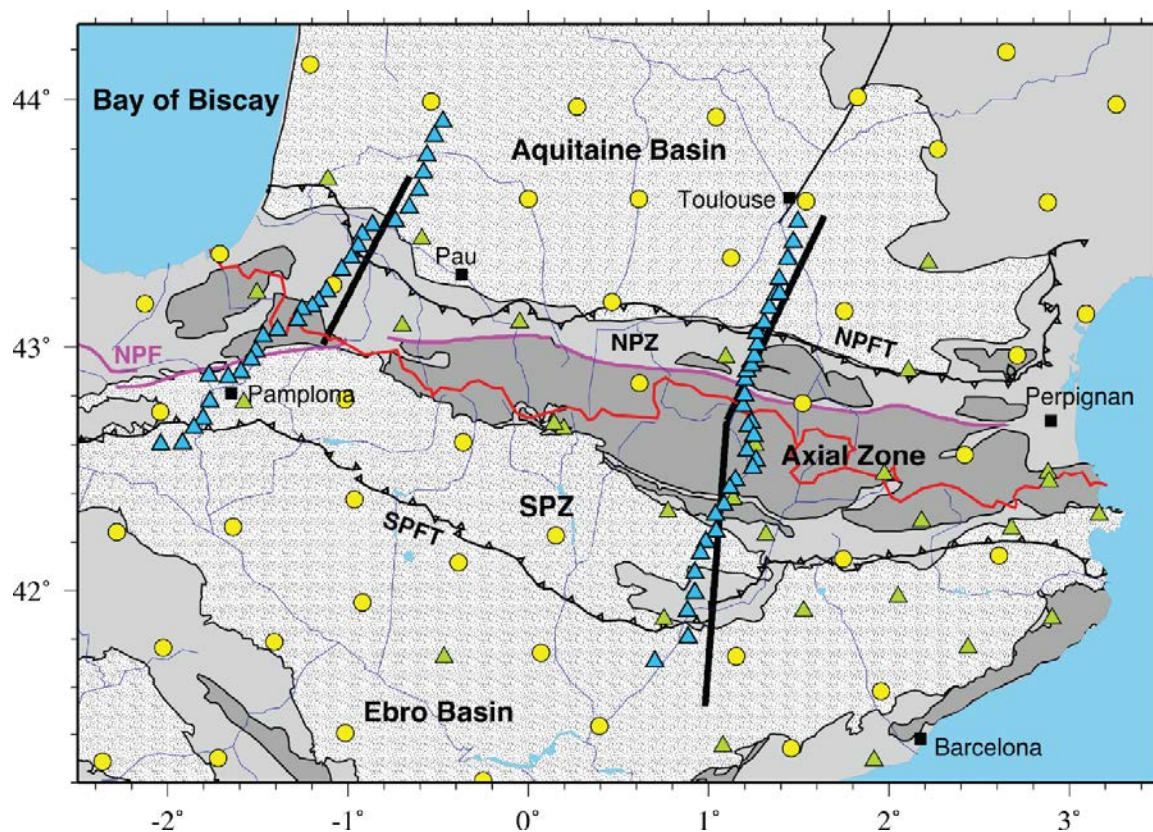 44°
Bay of Biscay
Aquitaine Basin
Toulouse
Pau
43°
NPF
NPZ
NPFT
Pamplona
Perpignan
Axial Zone
SPZ
SPFT
42°
Ebro Basin
Barcelona
-2° -1° 0° 1° 2° 3°